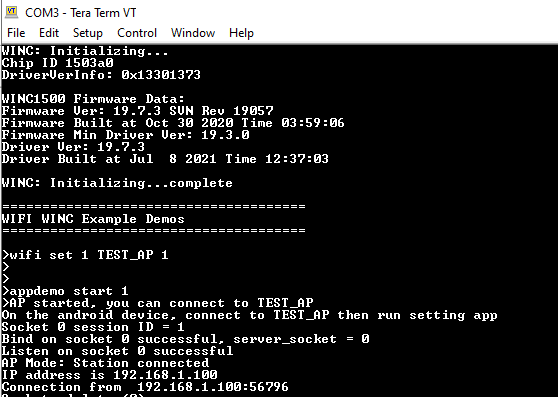 COM3 - Tera Term VT
File Edit Setup Control Window Help
WINC: Initializing...
Chip ID 1503a0
DriverVerInfo: 0x13301373
WINC1500 Firmware Data:
Firmware Ver: 19.7.3 SVN Rev 19057
Firmware Built at Oct 30 2020 Time 03:59:06
Firmware Min Driver Ver: 19.3.0
Driver Ver: 19.7.3
Driver Built at Jul  8 2021 Time 12:37:03
WINC: Initializing...complete
======================================
WIFI WINC Example Demos
======================================
>wifi set 1 TEST_AP 1
>
>
>appdemo start 1
>AP started, you can connect to TEST_AP
On the android device, connect to TEST_AP then run setting app
Socket 0 session ID = 1
Bind on socket 0 successful, server_socket = 0
Listen on socket 0 successful
AP Mode: Station connected
IP address is 192.168.1.100
Connection from  192.168.1.100:56796